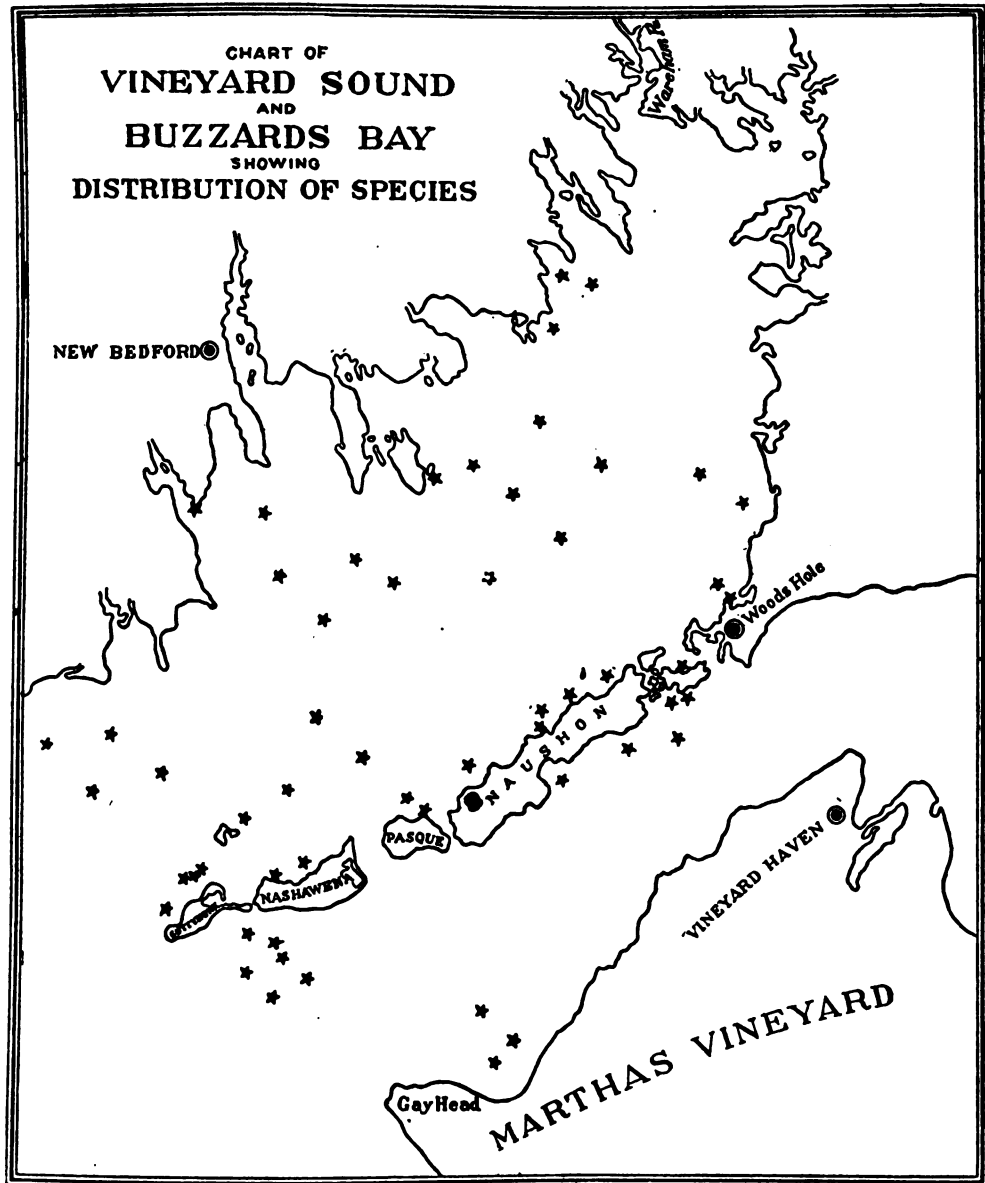 CHART OF
VINEYARD SOUND
AND
BUZZARDS BAY
SHOWING
DISTRIBUTION OF SPECIES
Wareham R.
NEW BEDFORD
Woods Hole
NAUSHON
PASQUE
NASHAWENA
VINEYARD HAVEN
MARTHAS VINEYARD
Gay Head